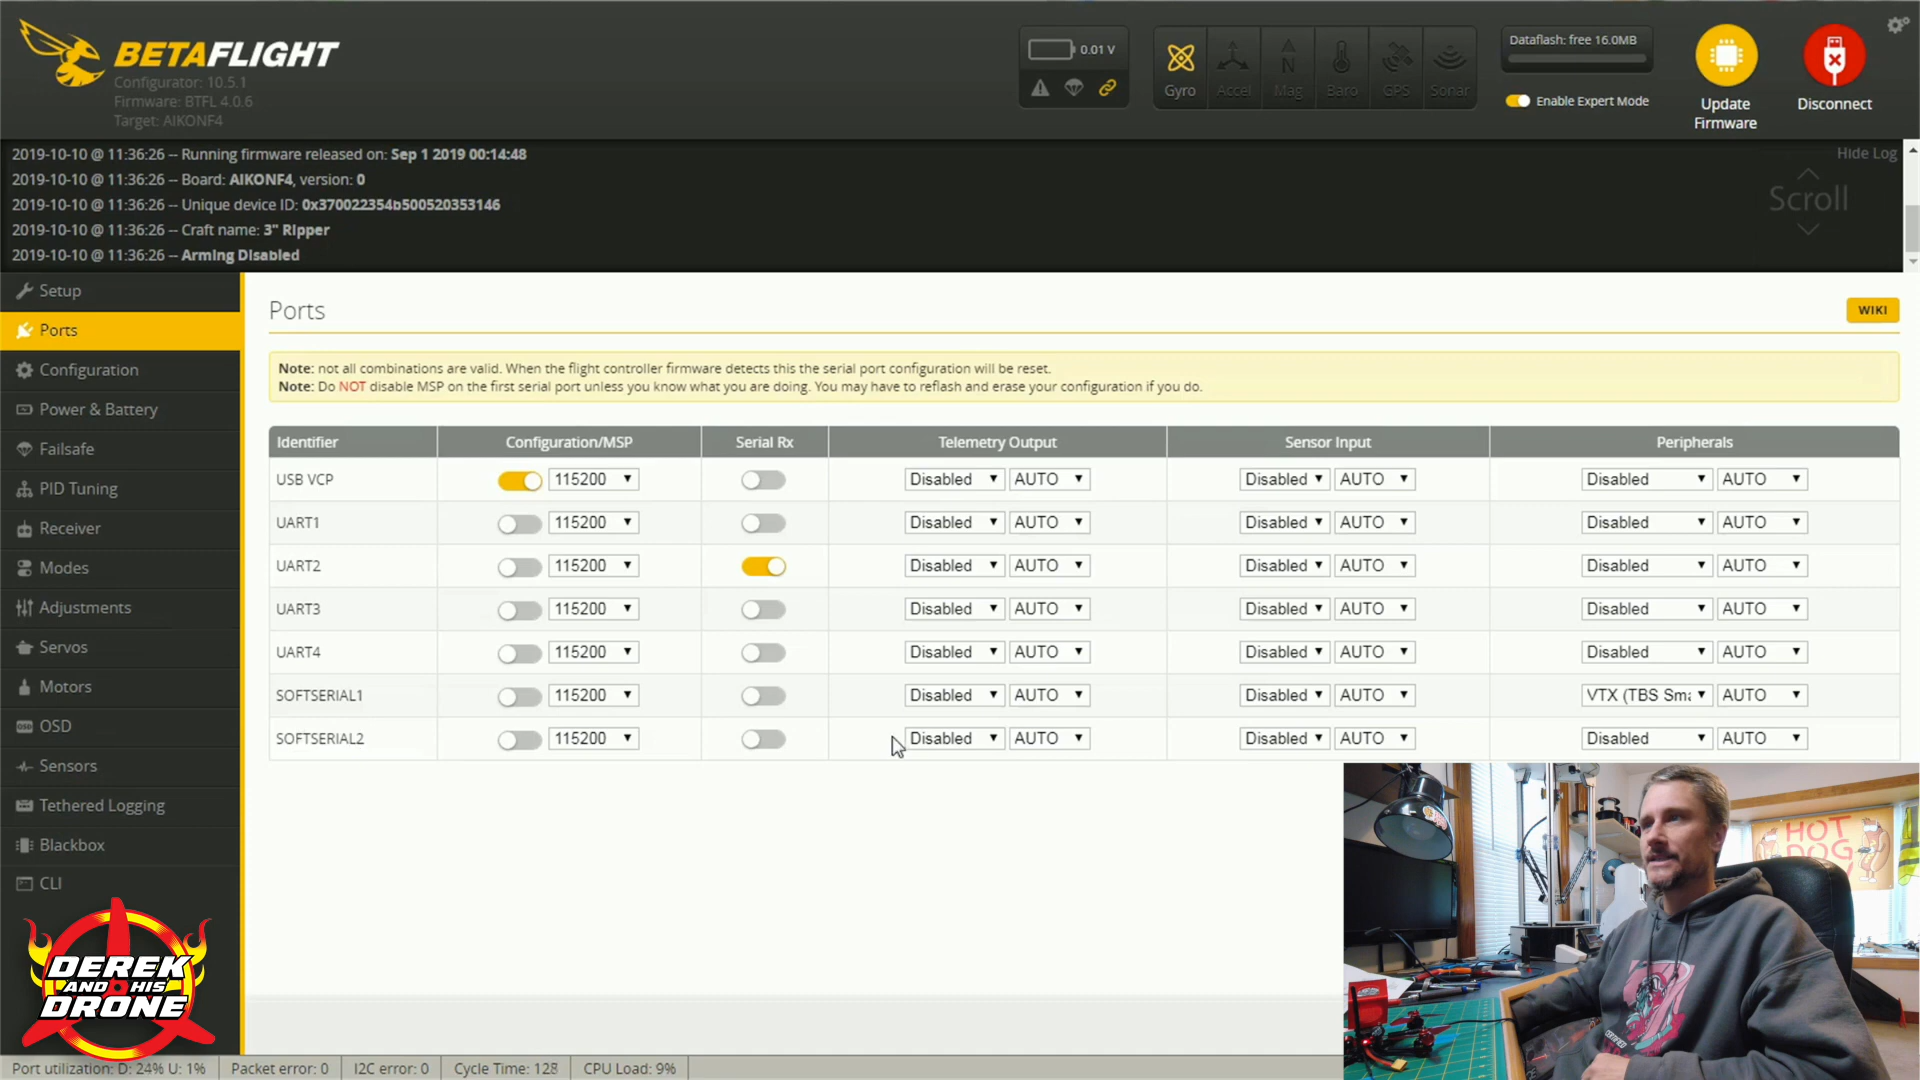 BETAFLIGHT
Configurator: 10.5.1
Firmware: BTFL 4.0.6
Target: AIKONF4
0.01 V
Gyro
Accel
Mag
Baro
GPS
Sonar
Dataflash: free 16.0MB
Enable Expert Mode
Update
Firmware
Disconnect
2019-10-10 @ 11:36:26 -- Running firmware released on: Sep 1 2019 00:14:48
2019-10-10 @ 11:36:26 -- Board: AIKONF4, version: 0
2019-10-10 @ 11:36:26 -- Unique device ID: 0x370022354b500520353146
2019-10-10 @ 11:36:26 -- Craft name: 3" Ripper
2019-10-10 @ 11:36:26 -- Arming Disabled
Hide Log
Scroll
Setup
Ports
Configuration
Power & Battery
Failsafe
PID Tuning
Receiver
Modes
Adjustments
Servos
Motors
OSD
Sensors
Tethered Logging
Blackbox
CLI
DEREK
AND HIS
DRONE
Ports
WIKI
Note: not all combinations are valid. When the flight controller firmware detects this the serial port configuration will be reset.
Note: Do NOT disable MSP on the first serial port unless you know what you are doing. You may have to reflash and erase your configuration if you do.
Identifier Configuration/MSP Serial Rx Telemetry Output Sensor Input Peripherals
USB VCP 115200 Disabled AUTO Disabled AUTO Disabled AUTO
UART1 115200 Disabled AUTO Disabled AUTO Disabled AUTO
UART2 115200 Disabled AUTO Disabled AUTO Disabled AUTO
UART3 115200 Disabled AUTO Disabled AUTO Disabled AUTO
UART4 115200 Disabled AUTO Disabled AUTO Disabled AUTO
SOFTSERIAL1 115200 Disabled AUTO Disabled AUTO VTX (TBS Sma AUTO
SOFTSERIAL2 115200 Disabled AUTO Disabled AUTO Disabled AUTO
HOT
DOG
Port utilization: D: 24% U: 1% Packet error: 0 I2C error: 0 Cycle Time: 128 CPU Load: 9%